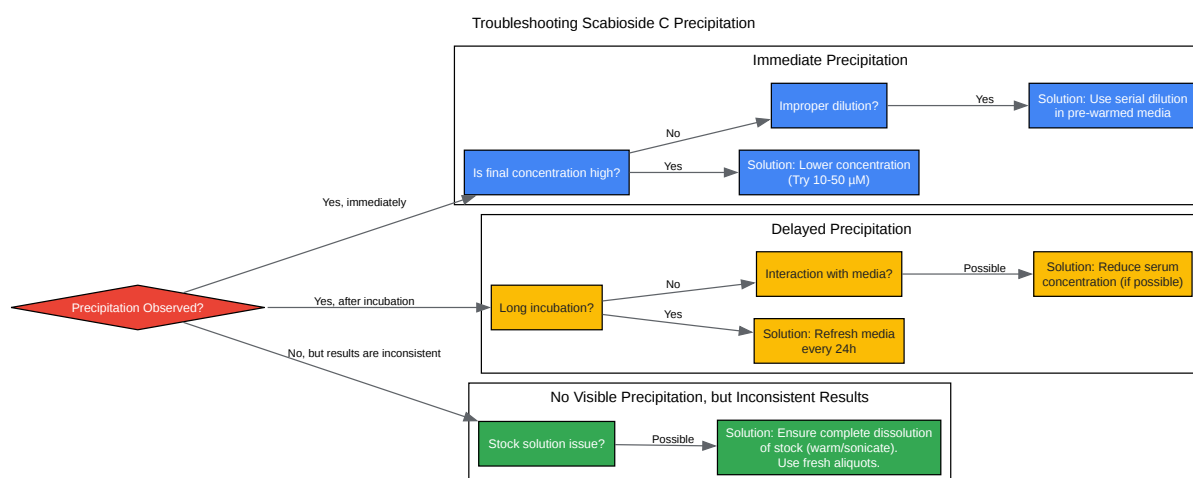 Troubleshooting Scabioside C Precipitation
Immediate Precipitation
Improper dilution?
Yes
Solution: Use serial dilution
in pre-warmed media
No
Is final concentration high?
Yes
Solution: Lower concentration
(Try 10-50 µM)
Yes, immediately
Delayed Precipitation
Interaction with media?
Possible
Solution: Reduce serum
concentration (if possible)
No
Precipitation Observed?
Yes, after incubation
Long incubation?
Yes
Solution: Refresh media
every 24h
No, but results are inconsistent
No Visible Precipitation, but Inconsistent Results
Stock solution issue?
Possible
Solution: Ensure complete dissolution
of stock (warm/sonicate).
Use fresh aliquots.